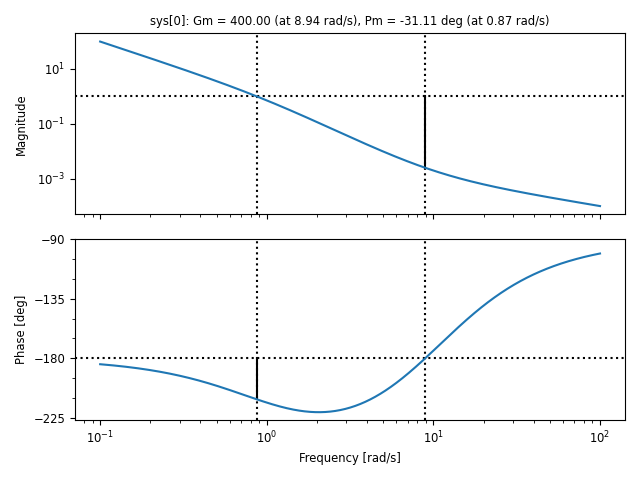 sys[0]: Gm = 400.00 (at 8.94 rad/s), Pm = -31.11 deg (at 0.87 rad/s)
Magnitude
10¹
10⁻¹
10⁻³
Phase [deg]
−90
−135
−180
−225
10⁻¹
10⁰
10¹
10²
Frequency [rad/s]